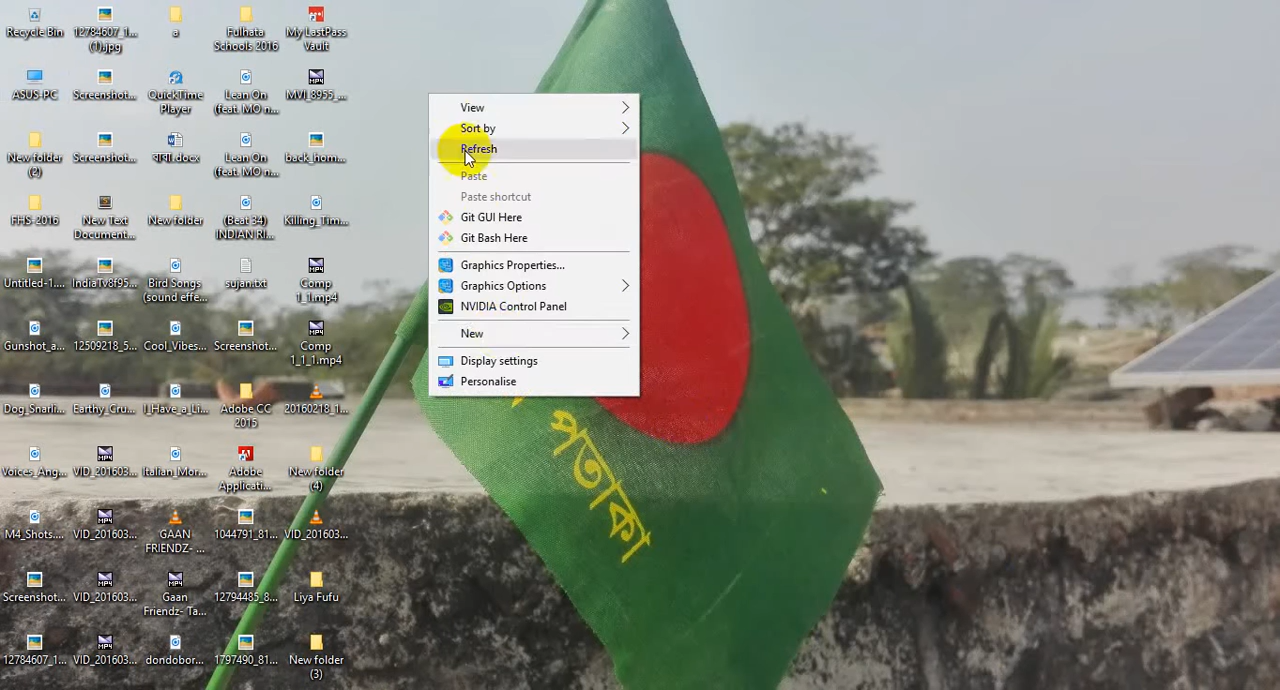 Recycle Bin
12784607_1...
(1).jpg
a
Fulhata
Schools 2016
My LastPass
Vault
ASUS-PC
Screenshot...
QuickTime
Player
Lean On
(feat. MO n...
MVI_8955_...
New folder
(2)
Screenshot...
বাবা.docx
Lean On
(feat. MO n...
back_hom...
FHS-2016
New Text
Document...
New folder
(Beat 34)
INDIAN RI...
Killing_Tim...
Untitled-1....
IndiaTv8f95...
Bird Songs
(sound effe...
sujan.txt
Comp
1_1.mp4
Gunshot_a...
12509218_5...
Cool_Vibes...
Screenshot...
Comp
1_1_1.mp4
Dog_Snarli...
Earthy_Cru...
I_Have_a_Li...
Adobe CC
2015
20160218_1...
Voices_Ang...
VID_201603...
Italian_Mor...
Adobe
Applicati...
New folder
(4)
M4_Shots....
VID_201603...
GAAN
FRIENDZ- ...
1044791_81...
VID_201603...
Screenshot...
VID_201603...
Gaan
Friendz- Ta...
12794485_8...
Liya Fufu
12784607_1...
VID_201603...
dondobor...
1797490_81...
New folder
(3)
View
Sort by
Refresh
Paste
Paste shortcut
Git GUI Here
Git Bash Here
Graphics Properties...
Graphics Options
NVIDIA Control Panel
New
Display settings
Personalise
পতাকা